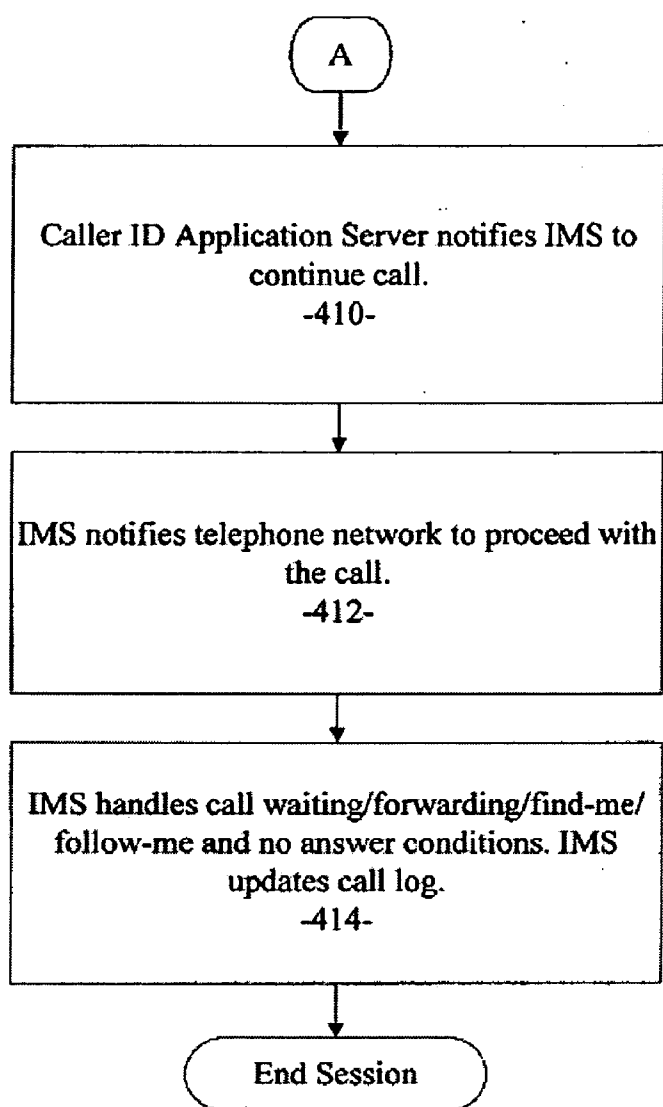 A
Caller ID Application Server notifies IMS to
continue call.
-410-
IMS notifies telephone network to proceed with
the call.
-412-
IMS handles call waiting/forwarding/find-me/
follow-me and no answer conditions. IMS
updates call log.
-414-
End Session